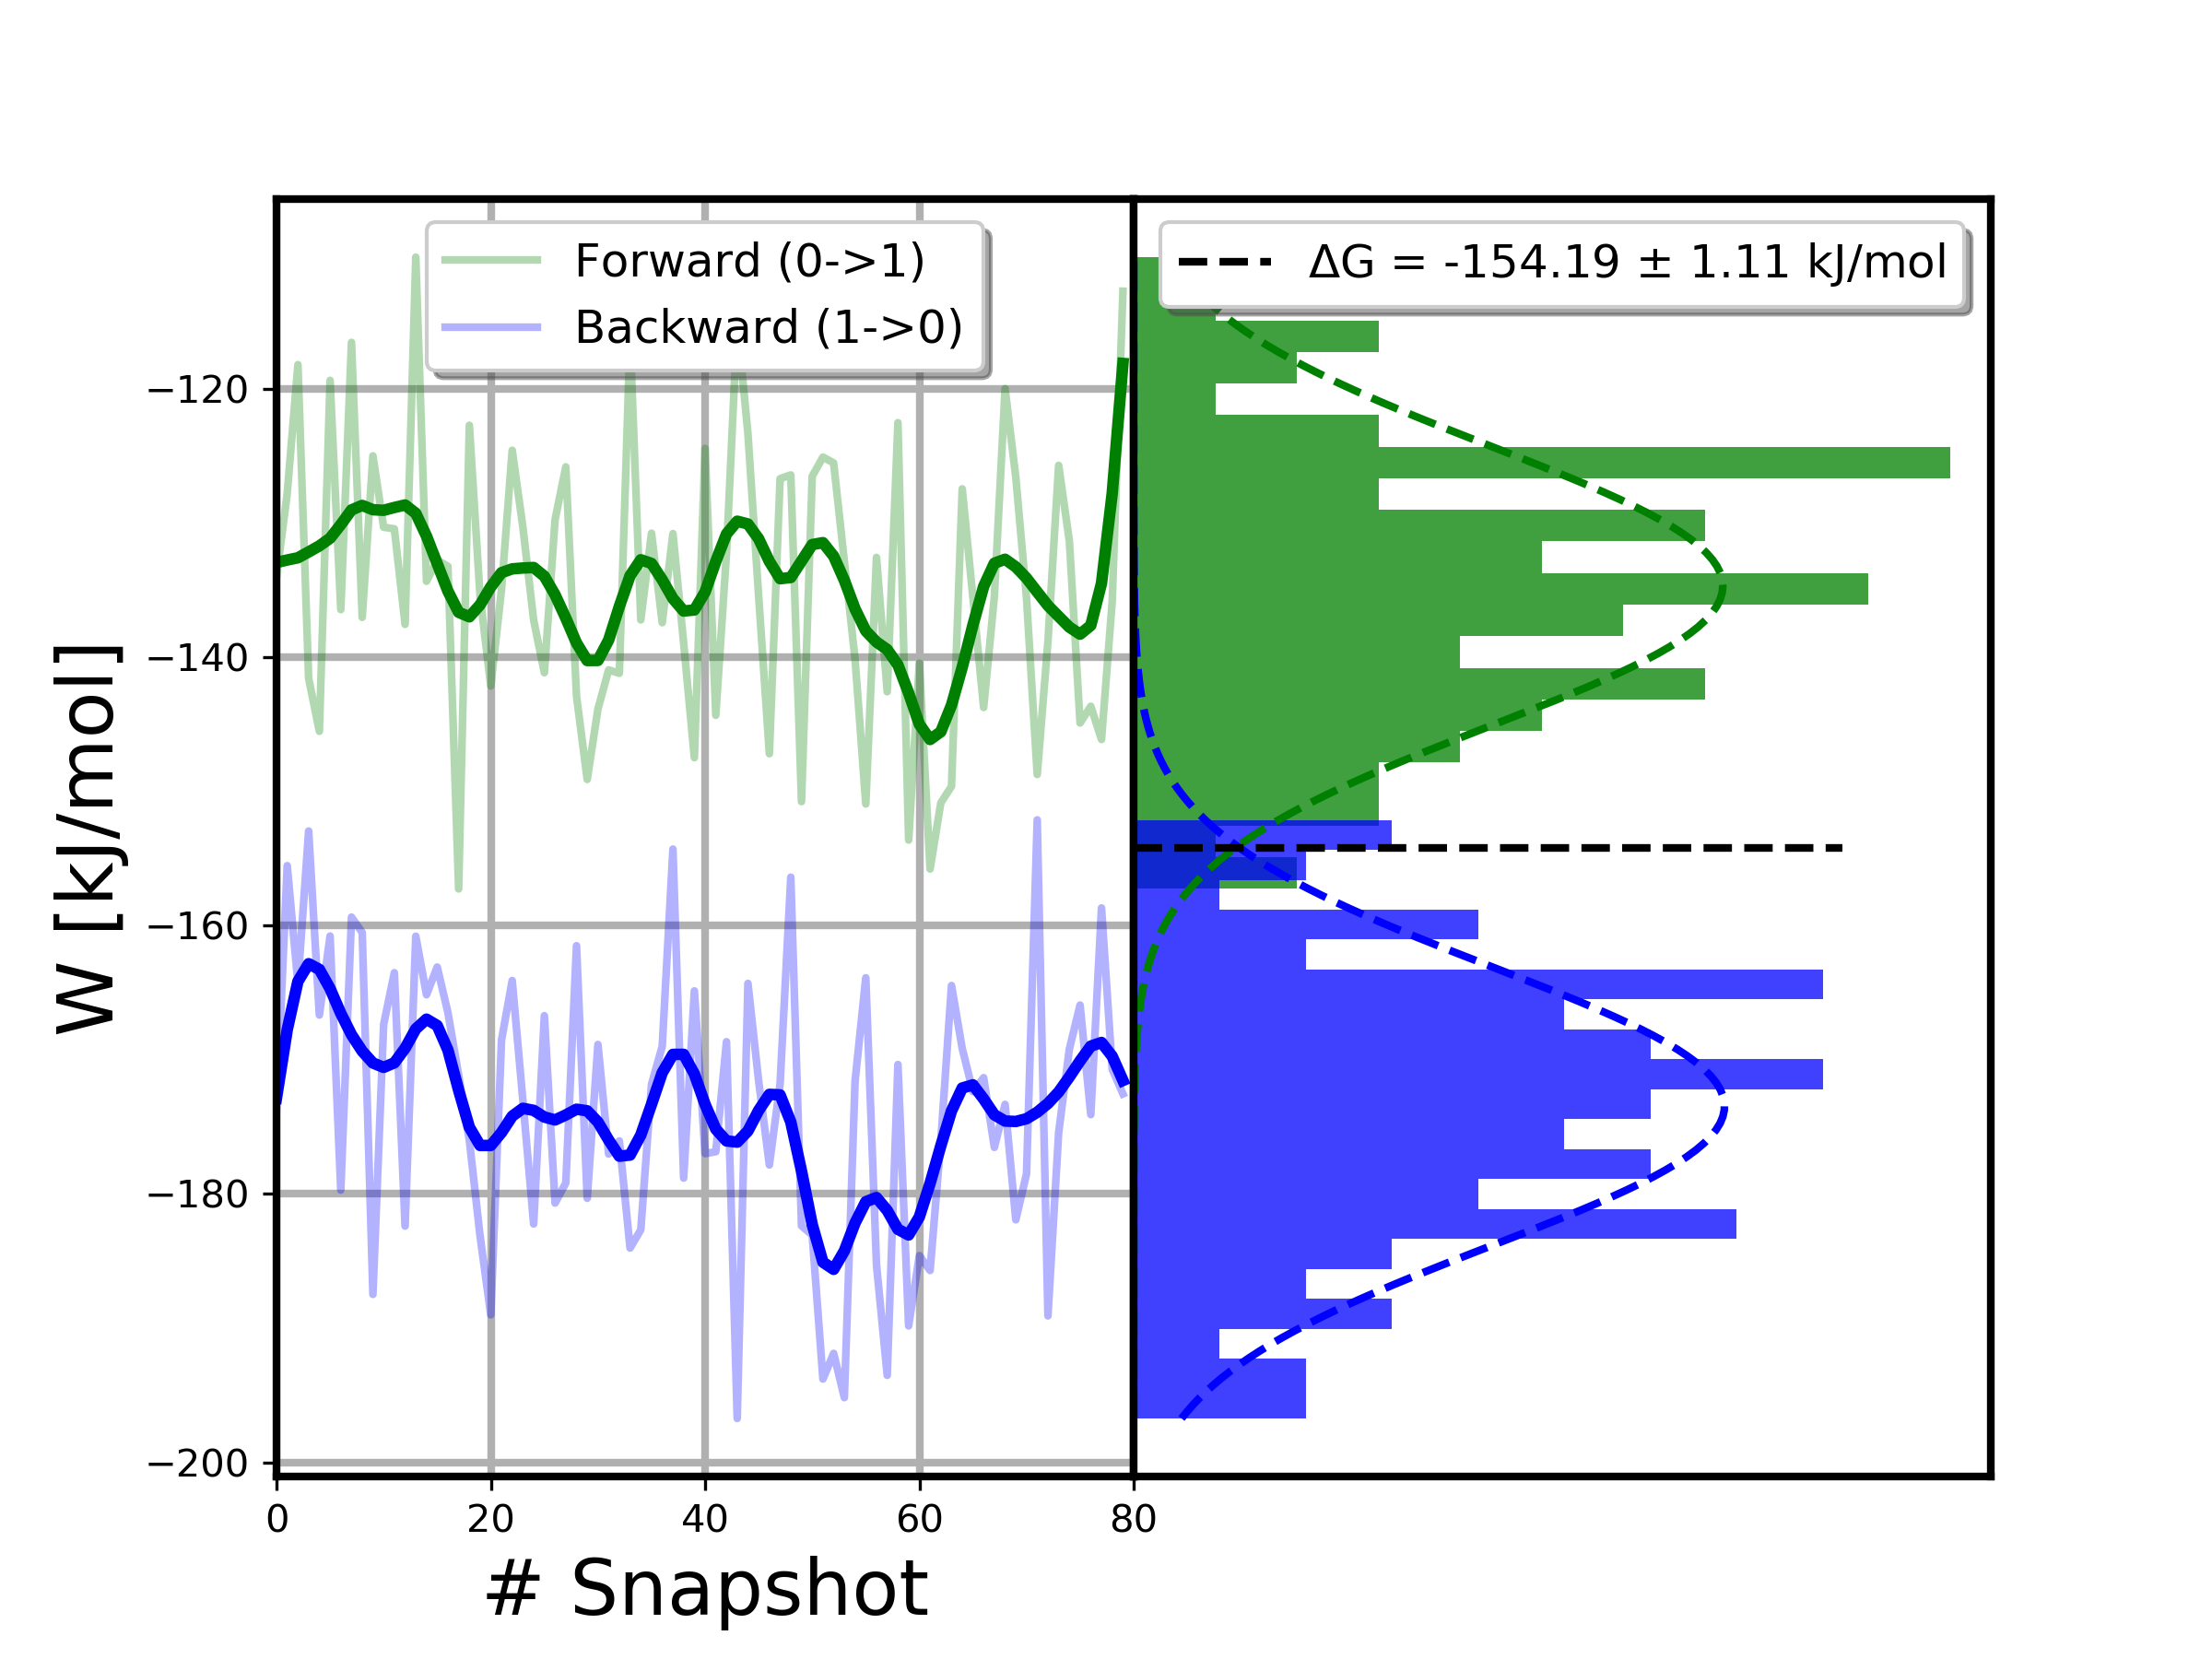 Forward (0->1)
Backward (1->0)
ΔG = -154.19 ± 1.11 kJ/mol
W [kJ/mol]
−120
−140
−160
−180
−200
0 20 40 60 80
# Snapshot